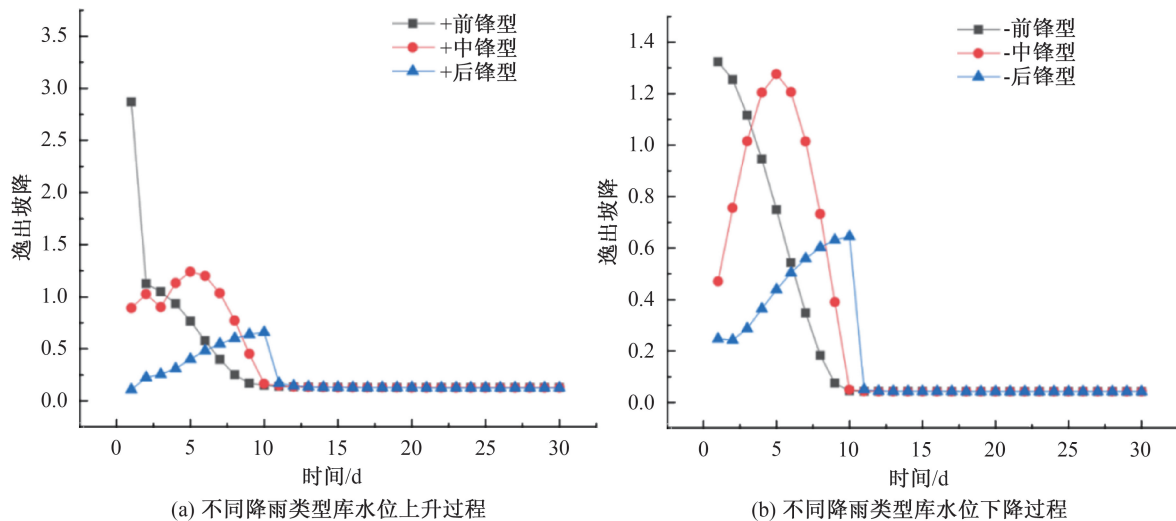 3.5
3.0
2.5
2.0
1.5
1.0
0.5
0.0
逸出坡降
+前锋型
+中锋型
+后锋型
0 5 10 15 20 25 30
时间/d
(a) 不同降雨类型库水位上升过程
1.4
1.2
1.0
0.8
0.6
0.4
0.2
0.0
逸出坡降
-前锋型
-中锋型
-后锋型
0 5 10 15 20 25 30
时间/d
(b) 不同降雨类型库水位下降过程